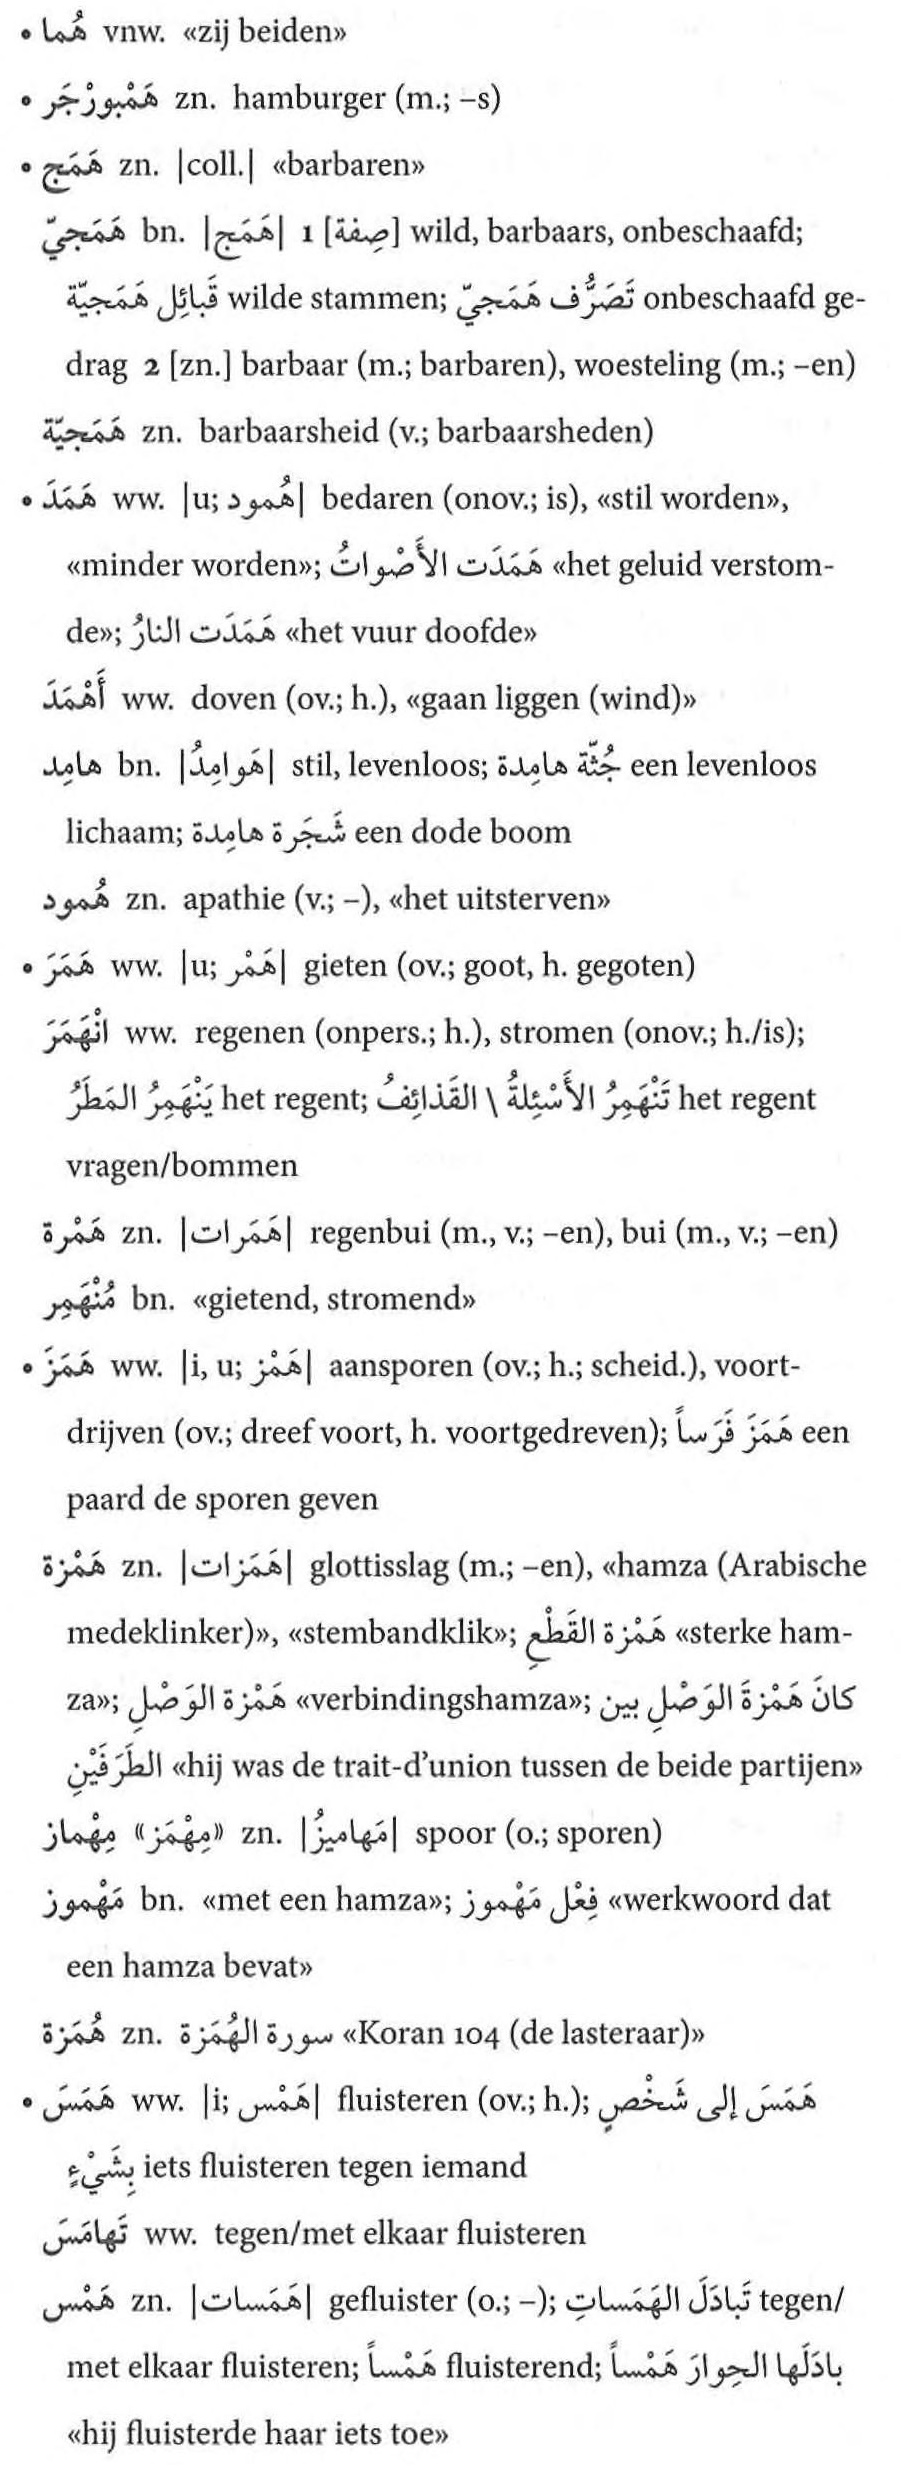 • هُما vnw. «zij beiden»
• هَمْبورْجَر zn. hamburger (m.; –s)
• هَمَج zn. |coll.| «barbaren»
هَمَجيّ bn. |هَمَج| 1 [صِفة] wild, barbaars, onbeschaafd;
قَبائِل هَمَجيّة wilde stammen; تَصَرُّف هَمَجيّ onbeschaafd ge-
drag 2 [zn.] barbaar (m.; barbaren), woesteling (m.; –en)
هَمَجيّة zn. barbaarsheid (v.; barbaarsheden)
• هَمَدَ ww. |u; هُمود| bedaren (onov.; is), «stil worden»,
«minder worden»; هَمَدَت الأَصْواتُ «het geluid verstom-
de»; هَمَدَت النارُ «het vuur doofde»
أَهْمَدَ ww. doven (ov.; h.), «gaan liggen (wind)»
هامِد bn. |هَوامِدُ| stil, levenloos; جُثّة هامِدة een levenloos
lichaam; شَجَرة هامِدة een dode boom
هُمود zn. apathie (v.; –), «het uitsterven»
• هَمَرَ ww. |u; هَمْر| gieten (ov.; goot, h. gegoten)
انْهَمَرَ ww. regenen (onpers.; h.), stromen (onov.; h./is);
يَنْهَمِرُ المَطَرُ het regent; تَنْهَمِرُ الأَسْئِلةُ \ القَذائِفُ het regent
vragen/bommen
هَمْرة zn. |هَمَرات| regenbui (m., v.; –en), bui (m., v.; –en)
مُنْهَمِر bn. «gietend, stromend»
• هَمَزَ ww. |i, u; هَمْز| aansporen (ov.; h.; scheid.), voort-
drijven (ov.; dreef voort, h. voortgedreven); هَمَزَ فَرَساً een
paard de sporen geven
هَمْزة zn. |هَمَزات| glottisslag (m.; –en), «hamza (Arabische
medeklinker)», «stembandklik»; هَمْزة القَطْعِ «sterke ham-
za»; هَمْزة الوَصْلِ «verbindingshamza»; كانَ هَمْزةَ الوَصْلِ بين
الطَرَفَيْنِ «hij was de trait-d’union tussen de beide partijen»
مِهْماز «مِهْمَز» zn. |مَهاميزُ| spoor (o.; sporen)
مَهْموز bn. «met een hamza»; فِعْل مَهْموز «werkwoord dat
een hamza bevat»
هُمَزة zn. سورة الهُمَزة «Koran 104 (de lasteraar)»
• هَمَسَ ww. |i; هَمْس| fluisteren (ov.; h.); هَمَسَ إلى شَخْصٍ
بِشَيْءٍ iets fluisteren tegen iemand
تَهامَسَ ww. tegen/met elkaar fluisteren
هَمْس zn. |هَمَسات| gefluister (o.; –); تَبادَلَ الهَمَساتِ tegen/
met elkaar fluisteren; هَمْساً fluisterend; بادَلَها الحِوارَ هَمْساً
«hij fluisterde haar iets toe»